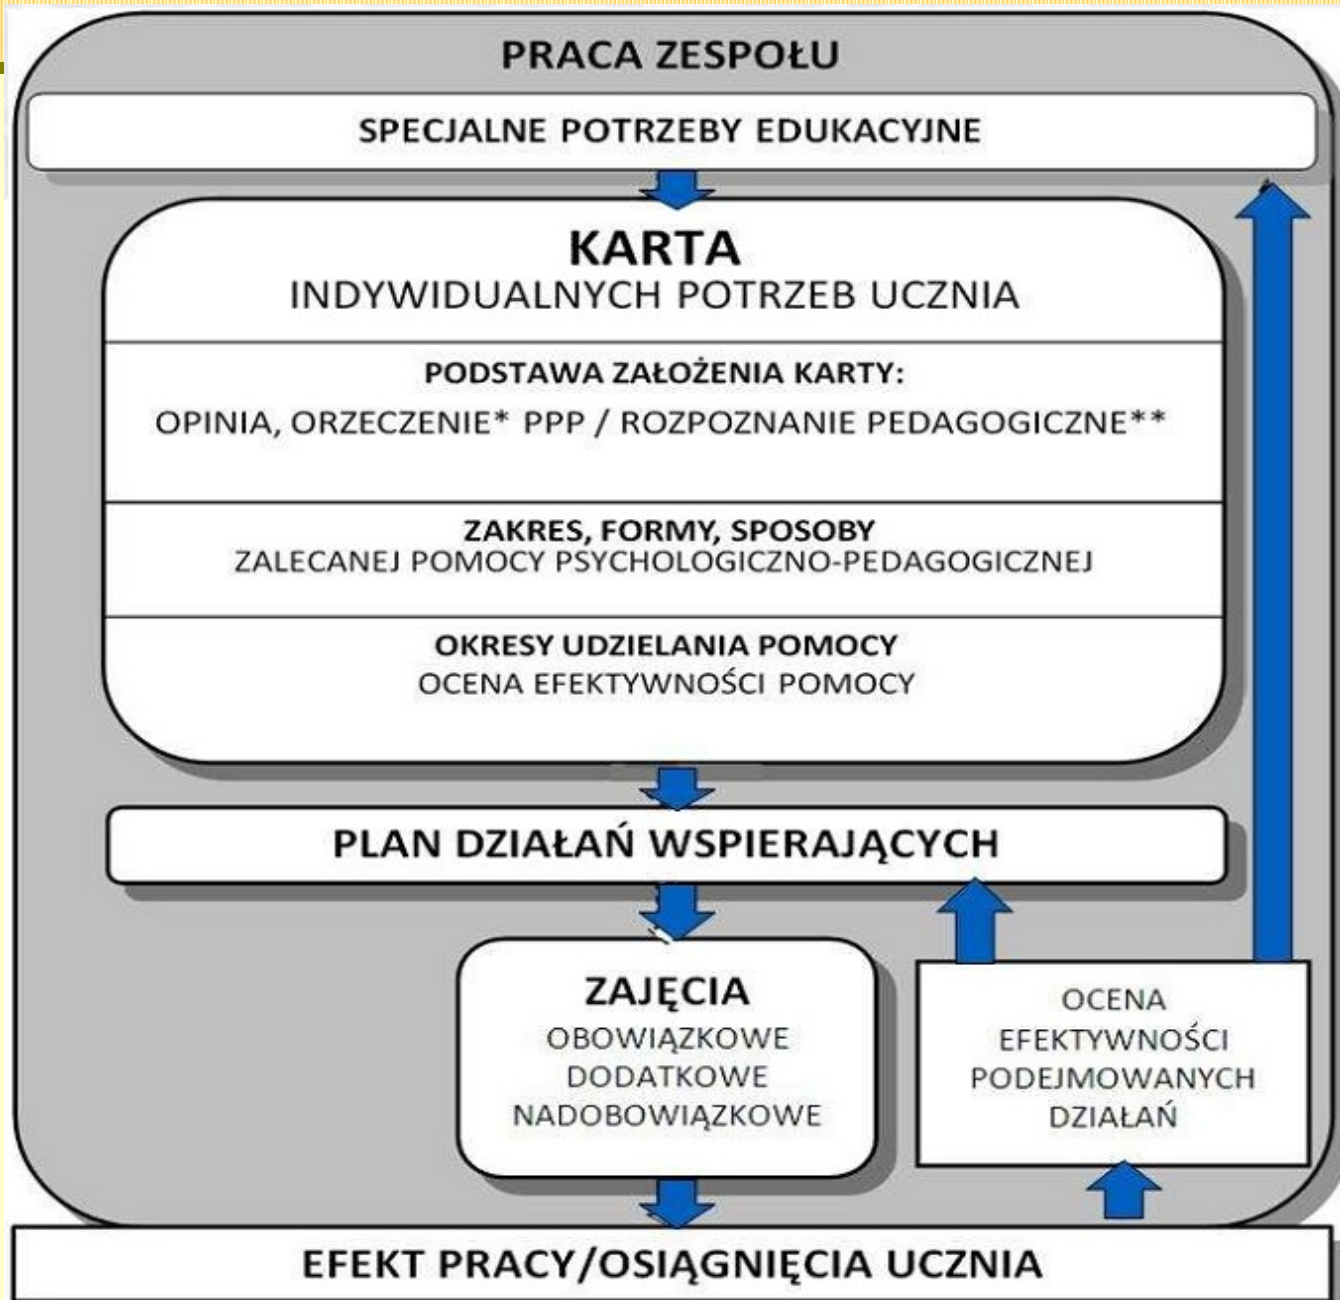 PRACA ZESPOŁU
SPECJALNE POTRZEBY EDUKACYJNE
KARTA
INDYWIDUALNYCH POTRZEB UCZNIA
PODSTAWA ZAŁOŻENIA KARTY:
OPINIA, ORZECZENIE* PPP / ROZPOZNANIE PEDAGOGICZNE**
ZAKRES, FORMY, SPOSOBY
ZALECANEJ POMOCY PSYCHOLOGICZNO-PEDAGOGICZNEJ
OKRESY UDZIELANIA POMOCY
OCENA EFEKTYWNOŚCI POMOCY
PLAN DZIAŁAŃ WSPIERAJĄCYCH
ZAJĘCIA
OBOWIĄZKOWE
DODATKOWE
NADOBOWIĄZKOWE
OCENA
EFEKTYWNOŚCI
PODEJMOWANYCH
DZIAŁAŃ
EFEKT PRACY/OSIĄGNIĘCIA UCZNIA